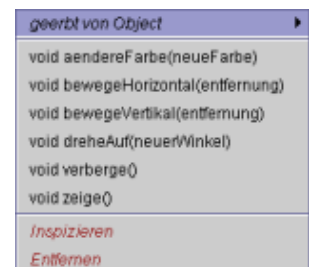 geerbt von Object
void aendereFarbe(neueFarbe)
void bewegeHorizontal(entfernung)
void bewegeVertikal(entfernung)
void dreheAuf(neuerWinkel)
void verberge()
void zeige()
Inspizieren
Entfernen